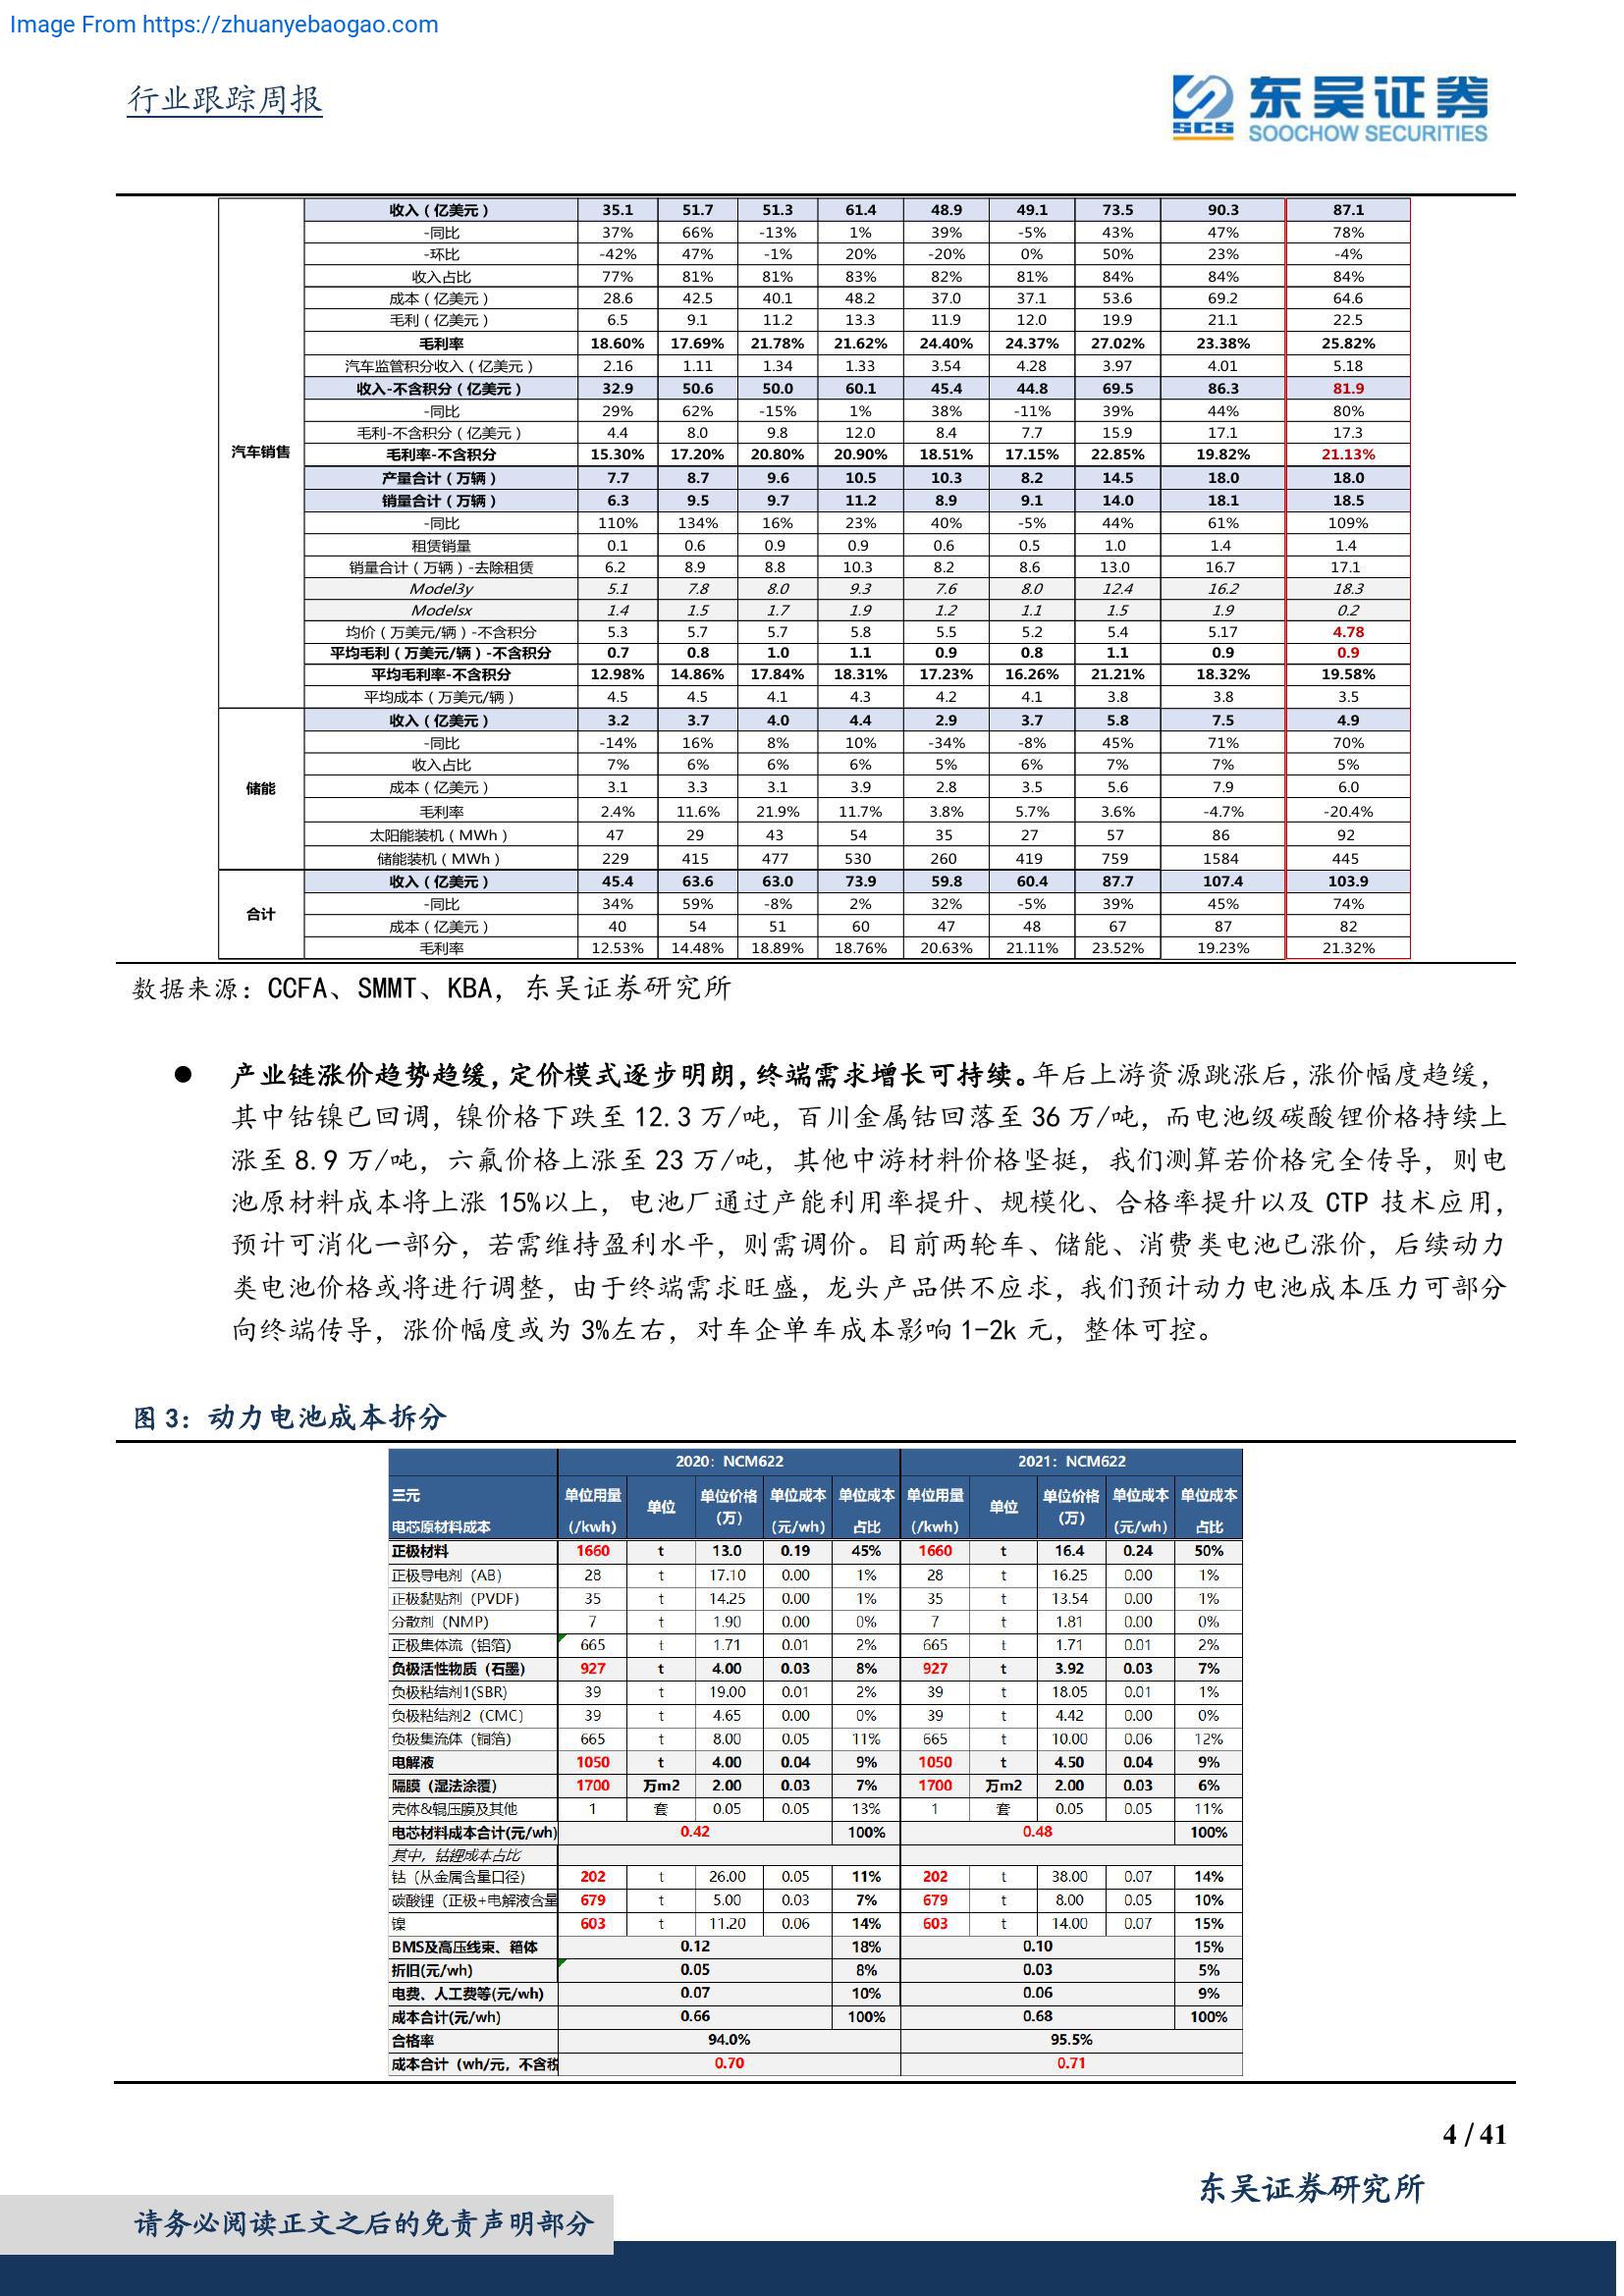 Image From https://zhuanyebaogao.com
行业跟踪周报
东吴证券
SCS SOOCHOW SECURITIES
汽车销售
收入（亿美元） 35.1 51.7 51.3 61.4 48.9 49.1 73.5 90.3 87.1
-同比 37% 66% -13% 1% 39% -5% 43% 47% 78%
-环比 -42% 47% -1% 20% -20% 0% 50% 23% -4%
收入占比 77% 81% 81% 83% 82% 81% 84% 84% 84%
成本（亿美元） 28.6 42.5 40.1 48.2 37.0 37.1 53.6 69.2 64.6
毛利（亿美元） 6.5 9.1 11.2 13.3 11.9 12.0 19.9 21.1 22.5
毛利率 18.60% 17.69% 21.78% 21.62% 24.40% 24.37% 27.02% 23.38% 25.82%
汽车监管积分收入（亿美元） 2.16 1.11 1.34 1.33 3.54 4.28 3.97 4.01 5.18
收入-不含积分（亿美元） 32.9 50.6 50.0 60.1 45.4 44.8 69.5 86.3 81.9
-同比 29% 62% -15% 1% 38% -11% 39% 44% 80%
毛利-不含积分（亿美元） 4.4 8.0 9.8 12.0 8.4 7.7 15.9 17.1 17.3
毛利率-不含积分 15.30% 17.20% 20.80% 20.90% 18.51% 17.15% 22.85% 19.82% 21.13%
产量合计（万辆） 7.7 8.7 9.6 10.5 10.3 8.2 14.5 18.0 18.0
销量合计（万辆） 6.3 9.5 9.7 11.2 8.9 9.1 14.0 18.1 18.5
-同比 110% 134% 16% 23% 40% -5% 44% 61% 109%
租赁销量 0.1 0.6 0.9 0.9 0.6 0.5 1.0 1.4 1.4
销量合计（万辆）-去除租赁 6.2 8.9 8.8 10.3 8.2 8.6 13.0 16.7 17.1
Model3y 5.1 7.8 8.0 9.3 7.6 8.0 12.4 16.2 18.3
Modelsx 1.4 1.5 1.7 1.9 1.2 1.1 1.5 1.9 0.2
均价（万美元/辆）-不含积分 5.3 5.7 5.7 5.8 5.5 5.2 5.4 5.17 4.78
平均毛利（万美元/辆）-不含积分 0.7 0.8 1.0 1.1 0.9 0.8 1.1 0.9 0.9
平均毛利率-不含积分 12.98% 14.86% 17.84% 18.31% 17.23% 16.26% 21.21% 18.32% 19.58%
平均成本（万美元/辆） 4.5 4.5 4.1 4.3 4.2 4.1 3.8 3.8 3.5
储能
收入（亿美元） 3.2 3.7 4.0 4.4 2.9 3.7 5.8 7.5 4.9
-同比 -14% 16% 8% 10% -34% -8% 45% 71% 70%
收入占比 7% 6% 6% 6% 5% 6% 7% 7% 5%
成本（亿美元） 3.1 3.3 3.1 3.9 2.8 3.5 5.6 7.9 6.0
毛利率 2.4% 11.6% 21.9% 11.7% 3.8% 5.7% 3.6% -4.7% -20.4%
太阳能装机（MWh） 47 29 43 54 35 27 57 86 92
储能装机（MWh） 229 415 477 530 260 419 759 1584 445
合计
收入（亿美元） 45.4 63.6 63.0 73.9 59.8 60.4 87.7 107.4 103.9
-同比 34% 59% -8% 2% 32% -5% 39% 45% 74%
成本（亿美元） 40 54 51 60 47 48 67 87 82
毛利率 12.53% 14.48% 18.89% 18.76% 20.63% 21.11% 23.52% 19.23% 21.32%
数据来源：CCFA、SMMT、KBA，东吴证券研究所
● 产业链涨价趋势趋缓，定价模式逐步明朗，终端需求增长可持续。年后上游资源跳涨后，涨价幅度趋缓，
其中钴镍已回调，镍价格下跌至 12.3 万/吨，百川金属钴回落至 36 万/吨，而电池级碳酸锂价格持续上
涨至 8.9 万/吨，六氟价格上涨至 23 万/吨，其他中游材料价格坚挺，我们测算若价格完全传导，则电
池原材料成本将上涨 15%以上，电池厂通过产能利用率提升、规模化、合格率提升以及 CTP 技术应用，
预计可消化一部分，若需维持盈利水平，则需调价。目前两轮车、储能、消费类电池已涨价，后续动力
类电池价格或将进行调整，由于终端需求旺盛，龙头产品供不应求，我们预计动力电池成本压力可部分
向终端传导，涨价幅度或为 3%左右，对车企单车成本影响 1-2k 元，整体可控。
图 3：动力电池成本拆分
2020：NCM622 2021：NCM622
三元 电芯原材料成本 单位用量(/kwh) 单位 单位价格(万) 单位成本(元/wh) 单位成本占比 单位用量(/kwh) 单位 单位价格(万) 单位成本(元/wh) 单位成本占比
正极材料 1660 t 13.0 0.19 45% 1660 t 16.4 0.24 50%
正极导电剂（AB） 28 t 17.10 0.00 1% 28 t 16.25 0.00 1%
正极黏贴剂（PVDF） 35 t 14.25 0.00 1% 35 t 13.54 0.00 1%
分散剂（NMP） 7 t 1.90 0.00 0% 7 t 1.81 0.00 0%
正极集体流（铝箔） 665 t 1.71 0.01 2% 665 t 1.71 0.01 2%
负极活性物质（石墨） 927 t 4.00 0.03 8% 927 t 3.92 0.03 7%
负极粘结剂1(SBR) 39 t 19.00 0.01 2% 39 t 18.05 0.01 1%
负极粘结剂2（CMC） 39 t 4.65 0.00 0% 39 t 4.42 0.00 0%
负极集流体（铜箔） 665 t 8.00 0.05 11% 665 t 10.00 0.06 12%
电解液 1050 t 4.00 0.04 9% 1050 t 4.50 0.04 9%
隔膜（湿法涂覆） 1700 万m2 2.00 0.03 7% 1700 万m2 2.00 0.03 6%
壳体&辊压膜及其他 1 套 0.05 0.05 13% 1 套 0.05 0.05 11%
电芯材料成本合计(元/wh) 0.42 100% 0.48 100%
其中，钴锂成本占比
钴（从金属含量口径） 202 t 26.00 0.05 11% 202 t 38.00 0.07 14%
碳酸锂（正极+电解液含量 679 t 5.00 0.03 7% 679 t 8.00 0.05 10%
镍 603 t 11.20 0.06 14% 603 t 14.00 0.07 15%
BMS及高压线束、箱体 0.12 18% 0.10 15%
折旧(元/wh) 0.05 8% 0.03 5%
电费、人工费等(元/wh) 0.07 10% 0.06 9%
成本合计(元/wh) 0.66 100% 0.68 100%
合格率 94.0% 95.5%
成本合计（wh/元，不含税 0.70 0.71
4 / 41
东吴证券研究所
请务必阅读正文之后的免责声明部分